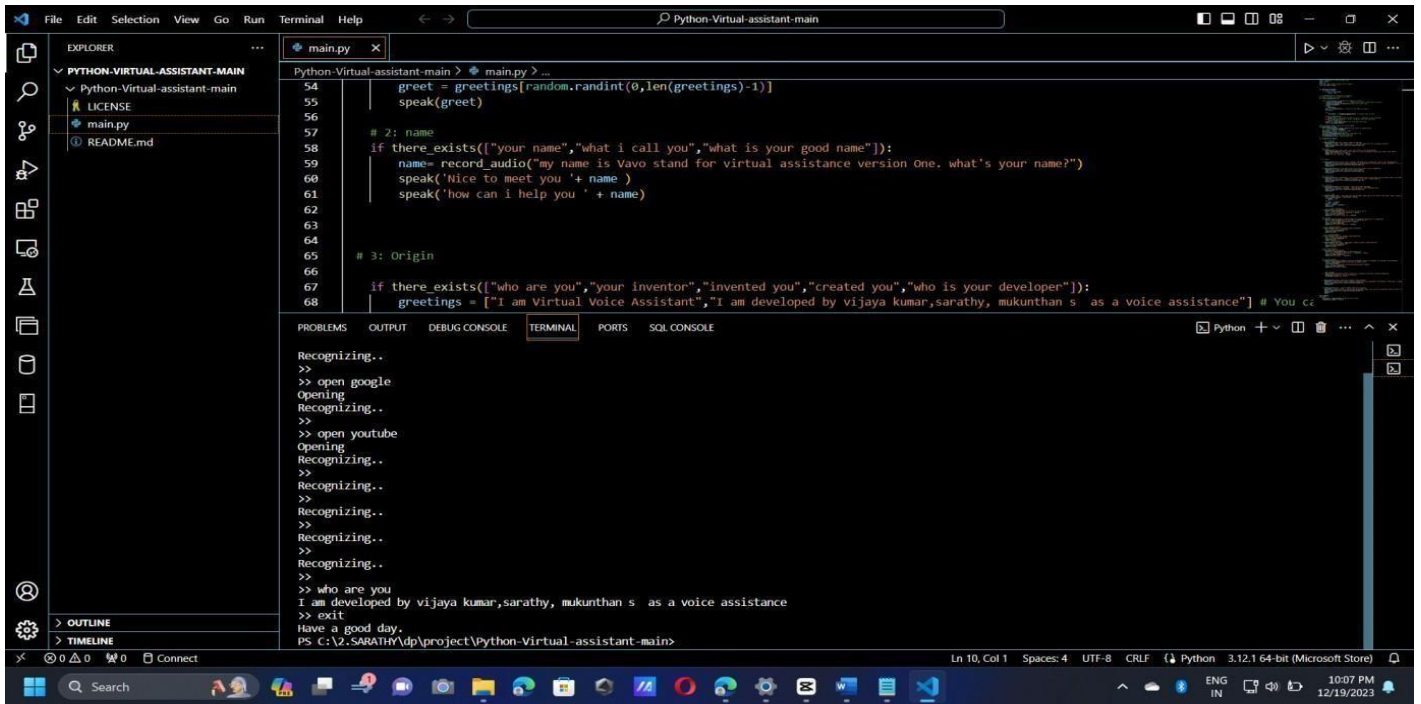 File Edit Selection View Go Run Terminal Help
Python-Virtual-assistant-main
EXPLORER
PYTHON-VIRTUAL-ASSISTANT-MAIN
Python-Virtual-assistant-main
LICENSE
main.py
README.md
OUTLINE
TIMELINE
main.py
Python-Virtual-assistant-main > main.py > ...
54 greet = greetings[random.randint(0,len(greetings)-1)]
55 speak(greet)
56
57 # 2: name
58 if there_exists(["your name","what i call you","what is your good name"]):
59 name= record_audio("my name is Vavo stand for virtual assistance version One. what's your name?")
60 speak('Nice to meet you '+ name )
61 speak('how can i help you ' + name)
62
63
64
65 # 3: Origin
66
67 if there_exists(["who are you","your inventor","invented you","created you","who is your developer"]):
68 greetings = ["I am Virtual Voice Assistant","I am developed by vijaya kumar,sarathy, mukunthan s  as a voice assistance"] # You ca
PROBLEMS OUTPUT DEBUG CONSOLE TERMINAL PORTS SQL CONSOLE
Python
Recognizing..
>>
>> open google
Opening
Recognizing..
>>
>> open youtube
Opening
Recognizing..
>>
Recognizing..
>>
Recognizing..
>>
Recognizing..
>>
Recognizing..
>>
>> who are you
I am developed by vijaya kumar,sarathy, mukunthan s  as a voice assistance
>> exit
Have a good day.
PS C:\2.SARATHY\dp\project\Python-Virtual-assistant-main>
0 0 0 Connect
Ln 10, Col 1 Spaces: 4 UTF-8 CRLF Python 3.12.1 64-bit (Microsoft Store)
Search
ENG
IN
10:07 PM
12/19/2023